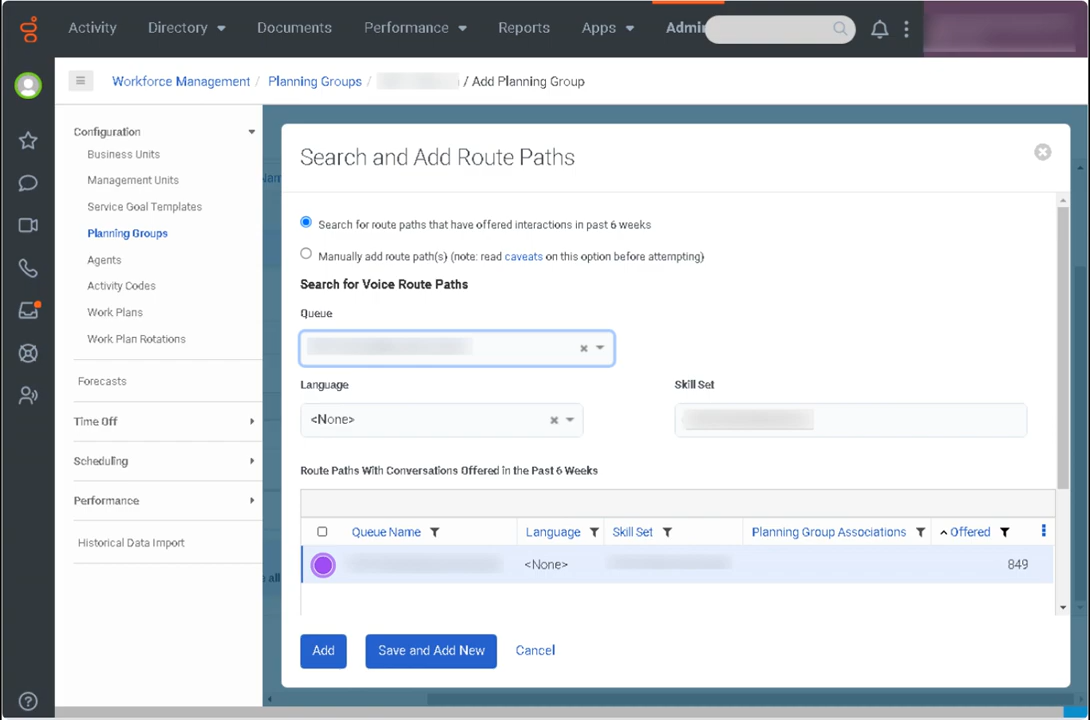 Activity Directory Documents Performance Reports Apps Admin
Workforce Management / Planning Groups / / Add Planning Group
Configuration
Business Units
Management Units
Service Goal Templates
Planning Groups
Agents
Activity Codes
Work Plans
Work Plan Rotations
Forecasts
Time Off
Scheduling
Performance
Historical Data Import
Search and Add Route Paths
Search for route paths that have offered interactions in past 6 weeks
Manually add route path(s) (note: read caveats on this option before attempting)
Search for Voice Route Paths
Queue
Language Skill Set
<None>
Route Paths With Conversations Offered in the Past 6 Weeks
Queue Name Language Skill Set Planning Group Associations Offered
<None> 849
Add Save and Add New Cancel